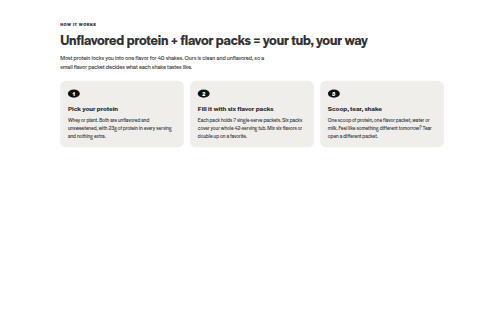 HOW IT WORKS
Unflavored protein + flavor packs = your tub, your way
Most protein locks you into one flavor for 40 shakes. Ours is clean and unflavored, so a
small flavor packet decides what each shake tastes like.
1
Pick your protein
Whey or plant. Both are unflavored and
unsweetened, with 23g of protein in every serving
and nothing extra.
2
Fill it with six flavor packs
Each pack holds 7 single-serve packets. Six packs
cover your whole 42-serving tub. Mix six flavors or
double up on a favorite.
3
Scoop, tear, shake
One scoop of protein, one flavor packet, water or
milk. Feel like something different tomorrow? Tear
open a different packet.